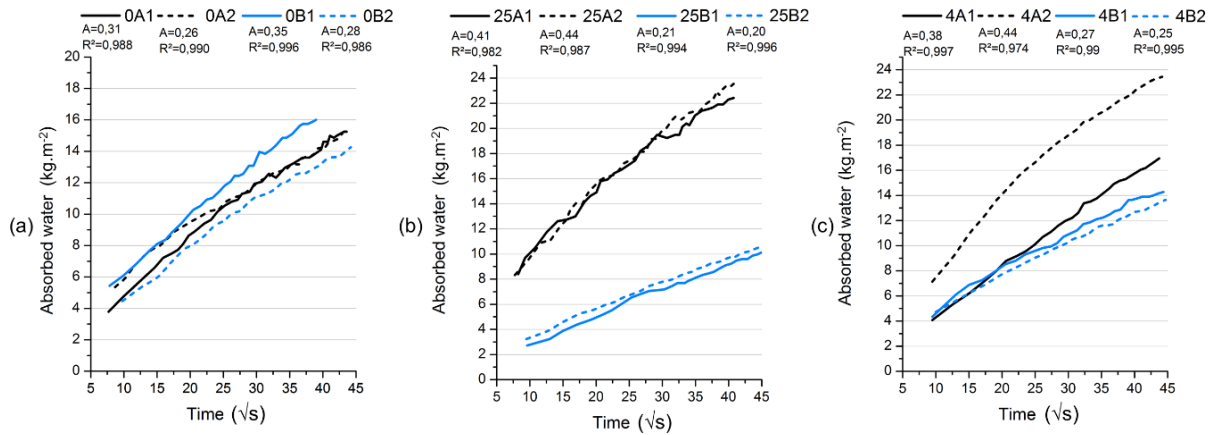 0A1 0A2 0B1 0B2
A=0,31 A=0,26 A=0,35 A=0,28
R²=0,988 R²=0,990 R²=0,996 R²=0,986
20
18
16
14
12
10
8
6
4
2
0
Absorbed water (kg.m⁻²)
(a)
5 10 15 20 25 30 35 40 45
Time (√s)
25A1 25A2 25B1 25B2
A=0,41 A=0,44 A=0,21 A=0,20
R²=0,982 R²=0,987 R²=0,994 R²=0,996
24
22
20
18
16
14
12
10
8
6
4
2
0
Absorbed water (kg.m⁻²)
(b)
5 10 15 20 25 30 35 40 45
Time (√s)
4A1 4A2 4B1 4B2
A=0,38 A=0,44 A=0,27 A=0,25
R²=0,997 R²=0,974 R²=0,99 R²=0,995
24
22
20
18
16
14
12
10
8
6
4
2
0
Absorbed water (kg.m⁻²)
(c)
5 10 15 20 25 30 35 40 45
Time (√s)